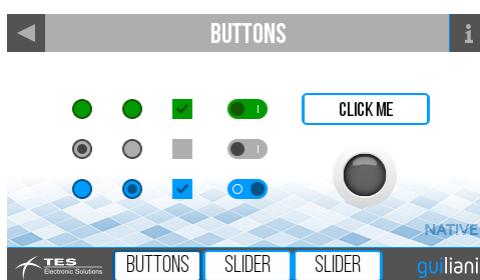 BUTTONS
i
CLICK ME
NATIVE
TES
Electronic Solutions
BUTTONS
SLIDER
SLIDER
guiliani